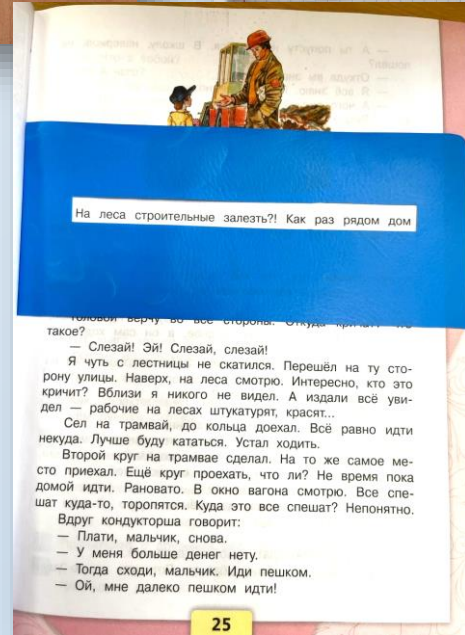 На леса строительные залезть?! Как раз рядом дом
такое?
— Слезай! Эй! Слезай, слезай!
Я чуть с лестницы не скатился. Перешёл на ту сто-
рону улицы. Наверх, на леса смотрю. Интересно, кто это
кричит? Вблизи я никого не видел. А издали всё уви-
дел — рабочие на лесах штукатурят, красят...
Сел на трамвай, до кольца доехал. Всё равно идти
некуда. Лучше буду кататься. Устал ходить.
Второй круг на трамвае сделал. На то же самое ме-
сто приехал. Ещё круг проехать, что ли? Не время пока
домой идти. Рановато. В окно вагона смотрю. Все спе-
шат куда-то, торопятся. Куда это все спешат? Непонятно.
Вдруг кондукторша говорит:
— Плати, мальчик, снова.
— У меня больше денег нету.
— Тогда сходи, мальчик. Иди пешком.
— Ой, мне далеко пешком идти!
25